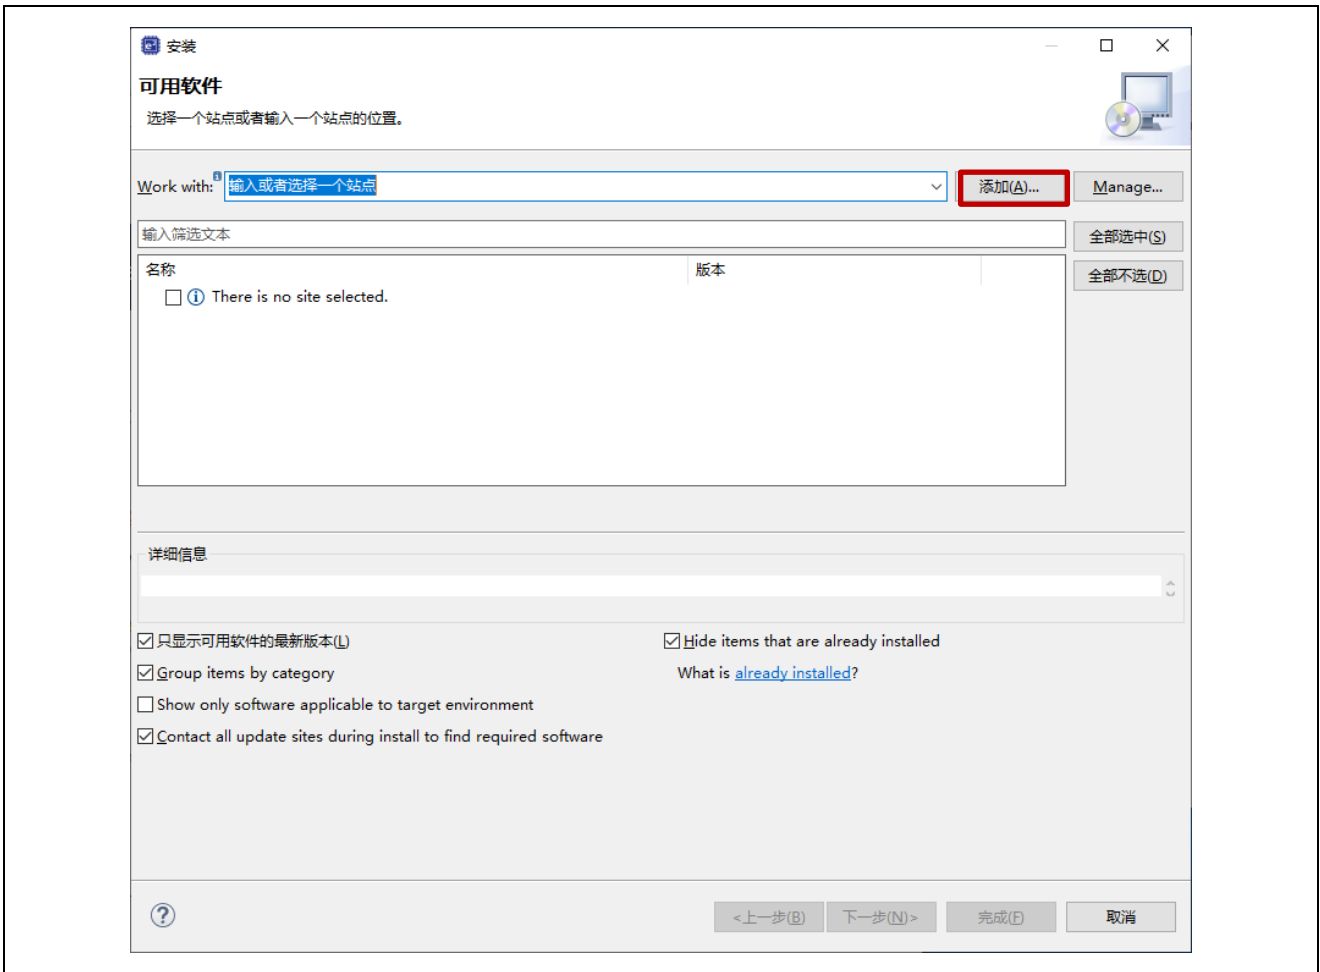 安装
可用软件
选择一个站点或者输入一个站点的位置。
Work with: 输入或者选择一个站点 添加(A)... Manage...
输入筛选文本 全部选中(S)
名称 版本 全部不选(D)
There is no site selected.
详细信息
只显示可用软件的最新版本(L) Hide items that are already installed
Group items by category What is already installed?
Show only software applicable to target environment
Contact all update sites during install to find required software
<上一步(B) 下一步(N)> 完成(F) 取消